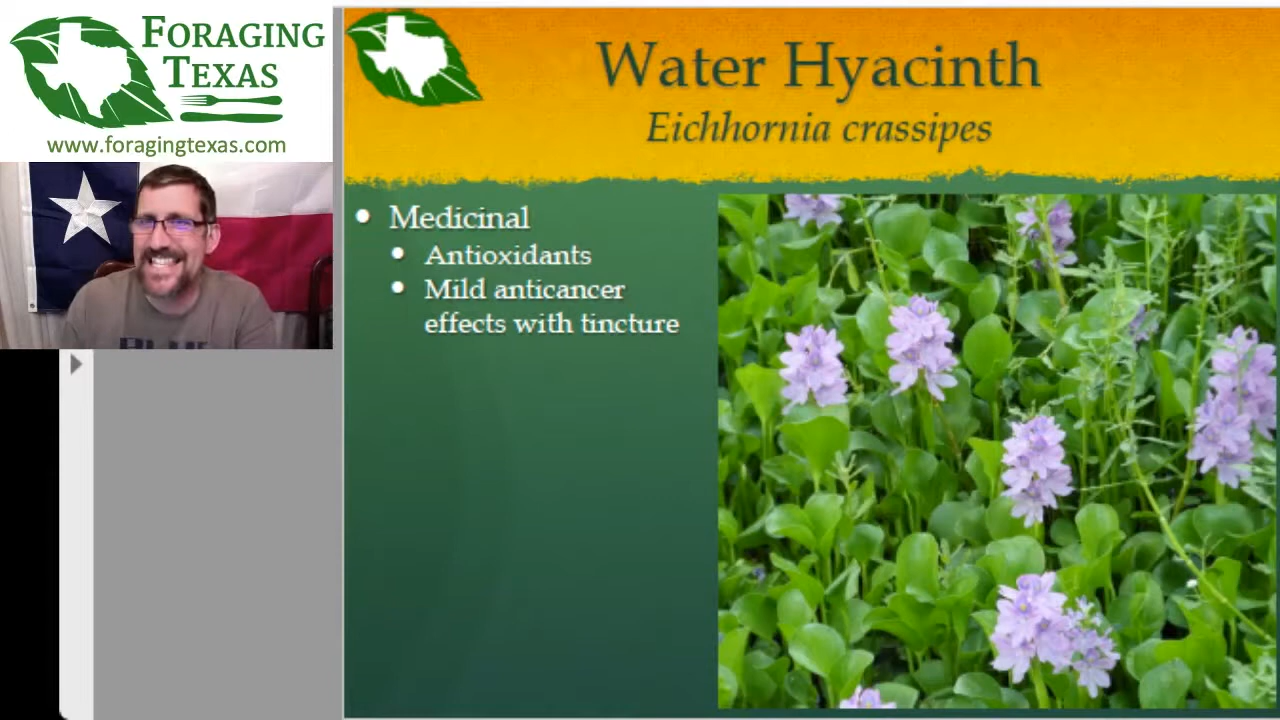 FORAGING
TEXAS
www.foragingtexas.com
Water Hyacinth
Eichhornia crassipes
Medicinal
Antioxidants
Mild anticancer
effects with tincture